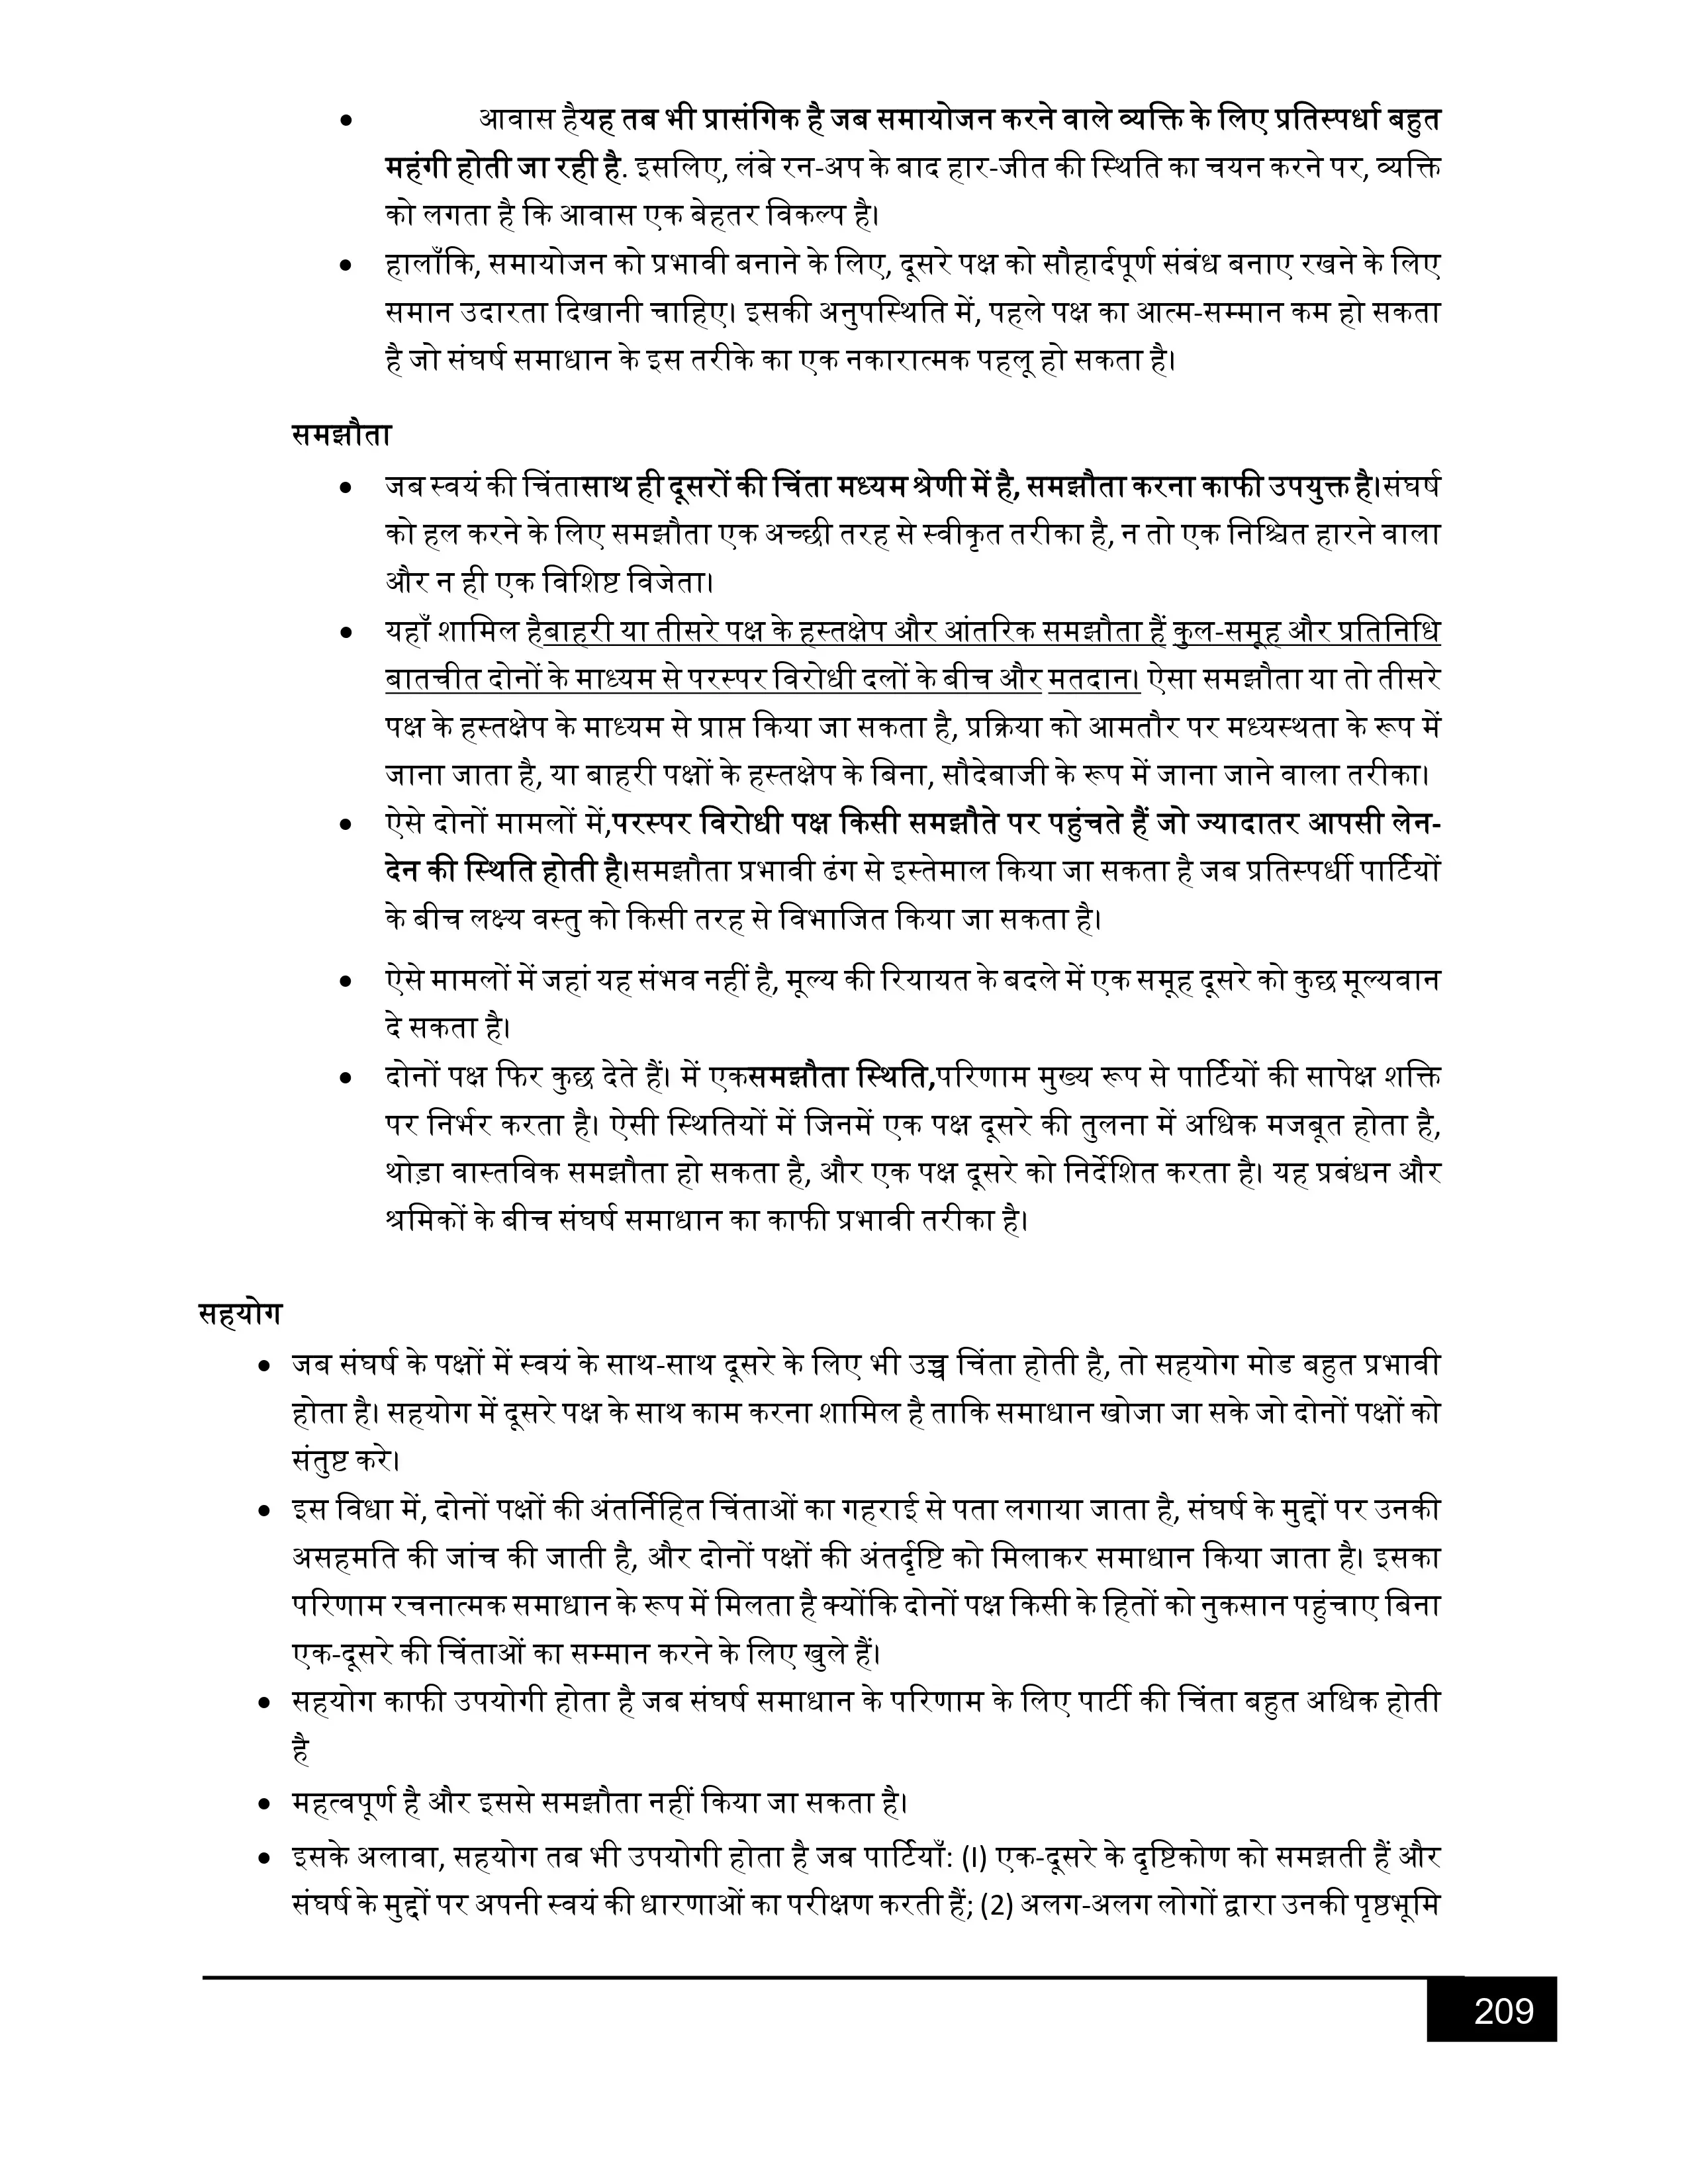 • आवास हैयह तब भी प्रासंगिक है जब समायोजन करने वाले व्यक्ति के लिए प्रतिस्पर्धा बहुत
महंगी होती जा रही है. इसलिए, लंबे रन-अप के बाद हार-जीत की स्थिति का चयन करने पर, व्यक्ति
को लगता है कि आवास एक बेहतर विकल्प है।
• हालाँकि, समायोजन को प्रभावी बनाने के लिए, दूसरे पक्ष को सौहार्दपूर्ण संबंध बनाए रखने के लिए
समान उदारता दिखानी चाहिए। इसकी अनुपस्थिति में, पहले पक्ष का आत्म-सम्मान कम हो सकता
है जो संघर्ष समाधान के इस तरीके का एक नकारात्मक पहलू हो सकता है।
समझौता
• जब स्वयं की चिंतासाथ ही दूसरों की चिंता मध्यम श्रेणी में है, समझौता करना काफी उपयुक्त है।संघर्ष
को हल करने के लिए समझौता एक अच्छी तरह से स्वीकृत तरीका है, न तो एक निश्चित हारने वाला
और न ही एक विशिष्ट विजेता।
• यहाँ शामिल हैबाहरी या तीसरे पक्ष के हस्तक्षेप और आंतरिक समझौता हैं कुल-समूह और प्रतिनिधि
बातचीत दोनों के माध्यम से परस्पर विरोधी दलों के बीच और मतदान। ऐसा समझौता या तो तीसरे
पक्ष के हस्तक्षेप के माध्यम से प्राप्त किया जा सकता है, प्रक्रिया को आमतौर पर मध्यस्थता के रूप में
जाना जाता है, या बाहरी पक्षों के हस्तक्षेप के बिना, सौदेबाजी के रूप में जाना जाने वाला तरीका।
• ऐसे दोनों मामलों में,परस्पर विरोधी पक्ष किसी समझौते पर पहुंचते हैं जो ज्यादातर आपसी लेन-
देन की स्थिति होती है।समझौता प्रभावी ढंग से इस्तेमाल किया जा सकता है जब प्रतिस्पर्धी पार्टियों
के बीच लक्ष्य वस्तु को किसी तरह से विभाजित किया जा सकता है।
• ऐसे मामलों में जहां यह संभव नहीं है, मूल्य की रियायत के बदले में एक समूह दूसरे को कुछ मूल्यवान
दे सकता है।
• दोनों पक्ष फिर कुछ देते हैं। में एकसमझौता स्थिति,परिणाम मुख्य रूप से पार्टियों की सापेक्ष शक्ति
पर निर्भर करता है। ऐसी स्थितियों में जिनमें एक पक्ष दूसरे की तुलना में अधिक मजबूत होता है,
थोड़ा वास्तविक समझौता हो सकता है, और एक पक्ष दूसरे को निर्देशित करता है। यह प्रबंधन और
श्रमिकों के बीच संघर्ष समाधान का काफी प्रभावी तरीका है।
सहयोग
• जब संघर्ष के पक्षों में स्वयं के साथ-साथ दूसरे के लिए भी उच्च चिंता होती है, तो सहयोग मोड बहुत प्रभावी
होता है। सहयोग में दूसरे पक्ष के साथ काम करना शामिल है ताकि समाधान खोजा जा सके जो दोनों पक्षों को
संतुष्ट करे।
• इस विधा में, दोनों पक्षों की अंतर्निहित चिंताओं का गहराई से पता लगाया जाता है, संघर्ष के मुद्दों पर उनकी
असहमति की जांच की जाती है, और दोनों पक्षों की अंतर्दृष्टि को मिलाकर समाधान किया जाता है। इसका
परिणाम रचनात्मक समाधान के रूप में मिलता है क्योंकि दोनों पक्ष किसी के हितों को नुकसान पहुंचाए बिना
एक-दूसरे की चिंताओं का सम्मान करने के लिए खुले हैं।
• सहयोग काफी उपयोगी होता है जब संघर्ष समाधान के परिणाम के लिए पार्टी की चिंता बहुत अधिक होती
है
• महत्वपूर्ण है और इससे समझौता नहीं किया जा सकता है।
• इसके अलावा, सहयोग तब भी उपयोगी होता है जब पार्टियाँ: (l) एक-दूसरे के दृष्टिकोण को समझती हैं और
संघर्ष के मुद्दों पर अपनी स्वयं की धारणाओं का परीक्षण करती हैं; (2) अलग-अलग लोगों द्वारा उनकी पृष्ठभूमि
209